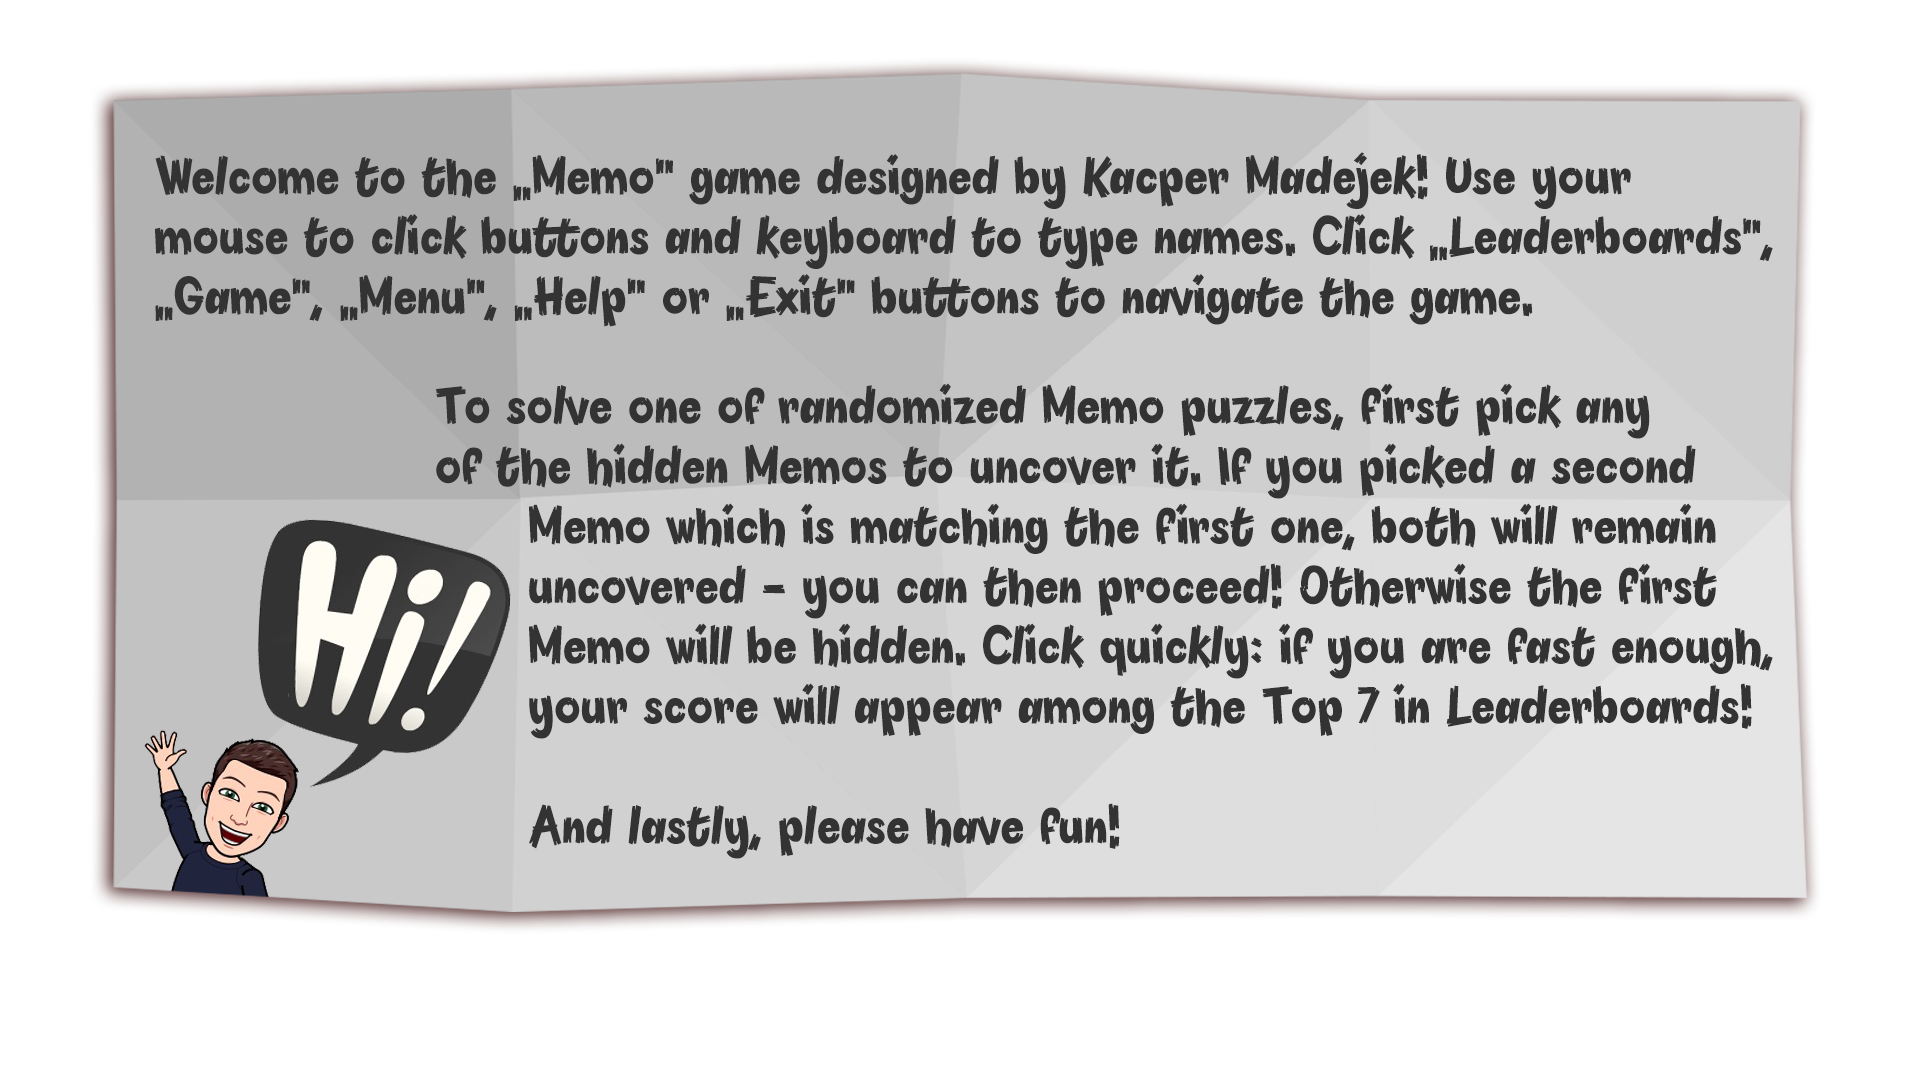 Welcome to the „Memo" game designed by Kacper Madejek! Use your
mouse to click buttons and keyboard to type names. Click „Leaderboards",
„Game", „Menu", „Help" or „Exit" buttons to navigate the game.
To solve one of randomized Memo puzzles, first pick any
of the hidden Memos to uncover it. If you picked a second
Memo which is matching the first one, both will remain
uncovered – you can then proceed! Otherwise the first
Memo will be hidden. Click quickly: if you are fast enough,
your score will appear among the Top 7 in Leaderboards!
Hi!
And lastly, please have fun!